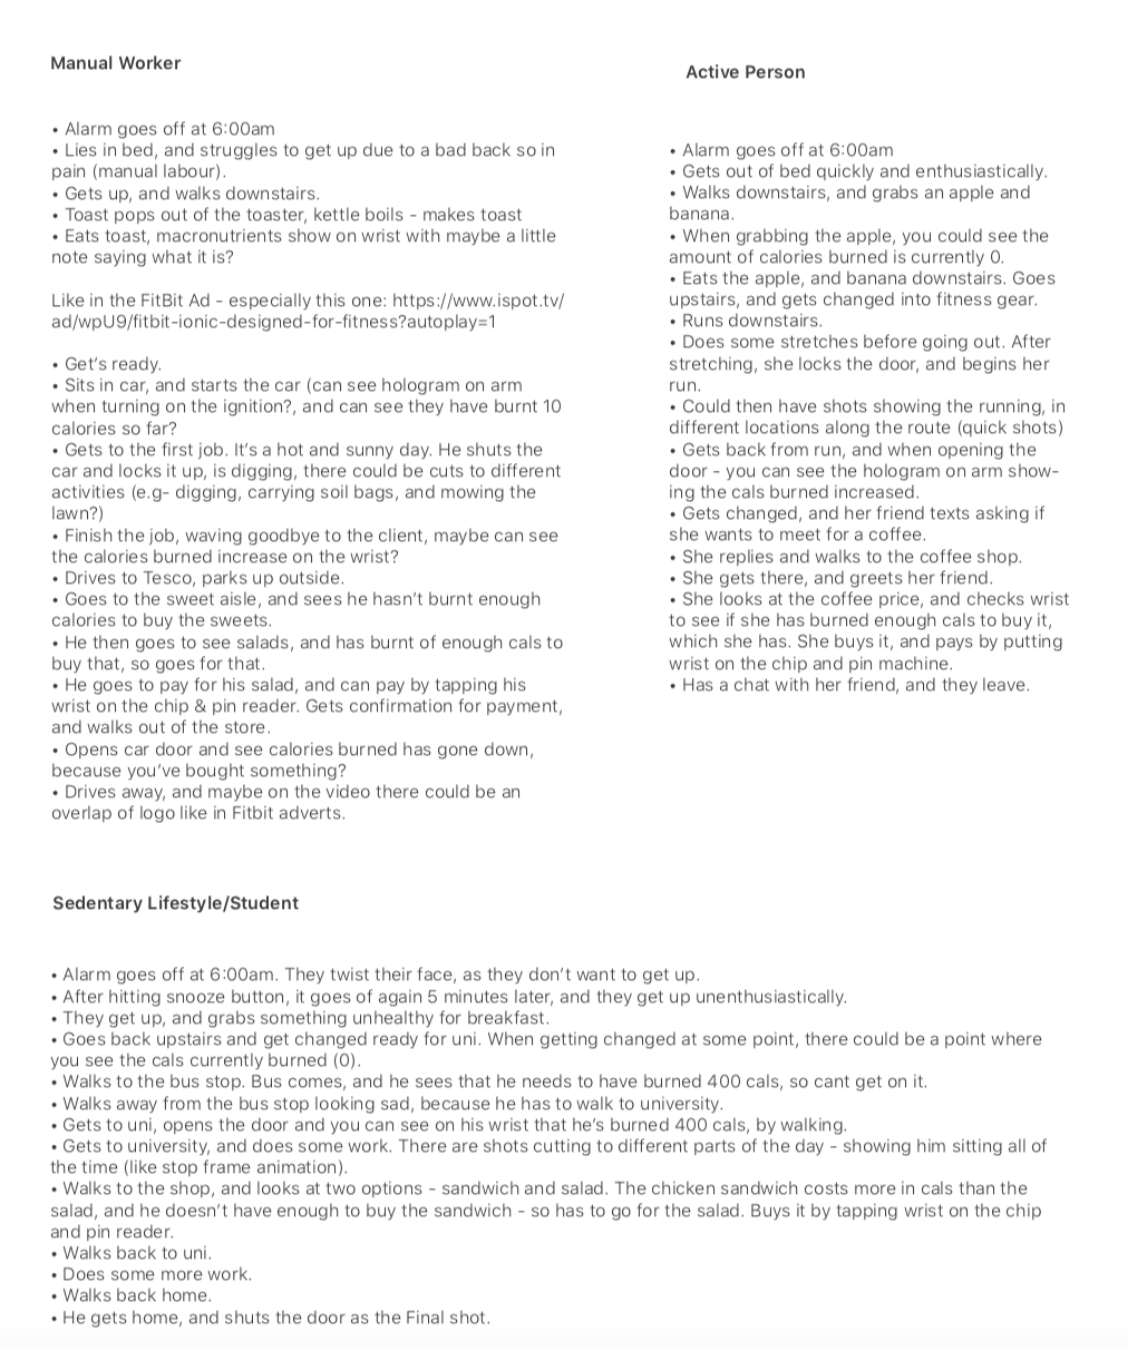 Manual Worker
• Alarm goes off at 6:00am
• Lies in bed, and struggles to get up due to a bad back so in
pain (manual labour).
• Gets up, and walks downstairs.
• Toast pops out of the toaster, kettle boils - makes toast
• Eats toast, macronutrients show on wrist with maybe a little
note saying what it is?
Like in the FitBit Ad - especially this one: https://www.ispot.tv/
ad/wpU9/fitbit-ionic-designed-for-fitness?autoplay=1
• Get's ready.
• Sits in car, and starts the car (can see hologram on arm
when turning on the ignition?, and can see they have burnt 10
calories so far?
• Gets to the first job. It's a hot and sunny day. He shuts the
car and locks it up, is digging, there could be cuts to different
activities (e.g- digging, carrying soil bags, and mowing the
lawn?)
• Finish the job, waving goodbye to the client, maybe can see
the calories burned increase on the wrist?
• Drives to Tesco, parks up outside.
• Goes to the sweet aisle, and sees he hasn't burnt enough
calories to buy the sweets.
• He then goes to see salads, and has burnt of enough cals to
buy that, so goes for that.
• He goes to pay for his salad, and can pay by tapping his
wrist on the chip & pin reader. Gets confirmation for payment,
and walks out of the store.
• Opens car door and see calories burned has gone down,
because you've bought something?
• Drives away, and maybe on the video there could be an
overlap of logo like in Fitbit adverts.
Active Person
• Alarm goes off at 6:00am
• Gets out of bed quickly and enthusiastically.
• Walks downstairs, and grabs an apple and
banana.
• When grabbing the apple, you could see the
amount of calories burned is currently 0.
• Eats the apple, and banana downstairs. Goes
upstairs, and gets changed into fitness gear.
• Runs downstairs.
• Does some stretches before going out. After
stretching, she locks the door, and begins her
run.
• Could then have shots showing the running, in
different locations along the route (quick shots)
• Gets back from run, and when opening the
door - you can see the hologram on arm show-
ing the cals burned increased.
• Gets changed, and her friend texts asking if
she wants to meet for a coffee.
• She replies and walks to the coffee shop.
• She gets there, and greets her friend.
• She looks at the coffee price, and checks wrist
to see if she has burned enough cals to buy it,
which she has. She buys it, and pays by putting
wrist on the chip and pin machine.
• Has a chat with her friend, and they leave.
Sedentary Lifestyle/Student
• Alarm goes off at 6:00am. They twist their face, as they don't want to get up.
• After hitting snooze button, it goes of again 5 minutes later, and they get up unenthusiastically.
• They get up, and grabs something unhealthy for breakfast.
• Goes back upstairs and get changed ready for uni. When getting changed at some point, there could be a point where
you see the cals currently burned (0).
• Walks to the bus stop. Bus comes, and he sees that he needs to have burned 400 cals, so cant get on it.
• Walks away from the bus stop looking sad, because he has to walk to university.
• Gets to uni, opens the door and you can see on his wrist that he's burned 400 cals, by walking.
• Gets to university, and does some work. There are shots cutting to different parts of the day - showing him sitting all of
the time (like stop frame animation).
• Walks to the shop, and looks at two options - sandwich and salad. The chicken sandwich costs more in cals than the
salad, and he doesn't have enough to buy the sandwich - so has to go for the salad. Buys it by tapping wrist on the chip
and pin reader.
• Walks back to uni.
• Does some more work.
• Walks back home.
• He gets home, and shuts the door as the Final shot.